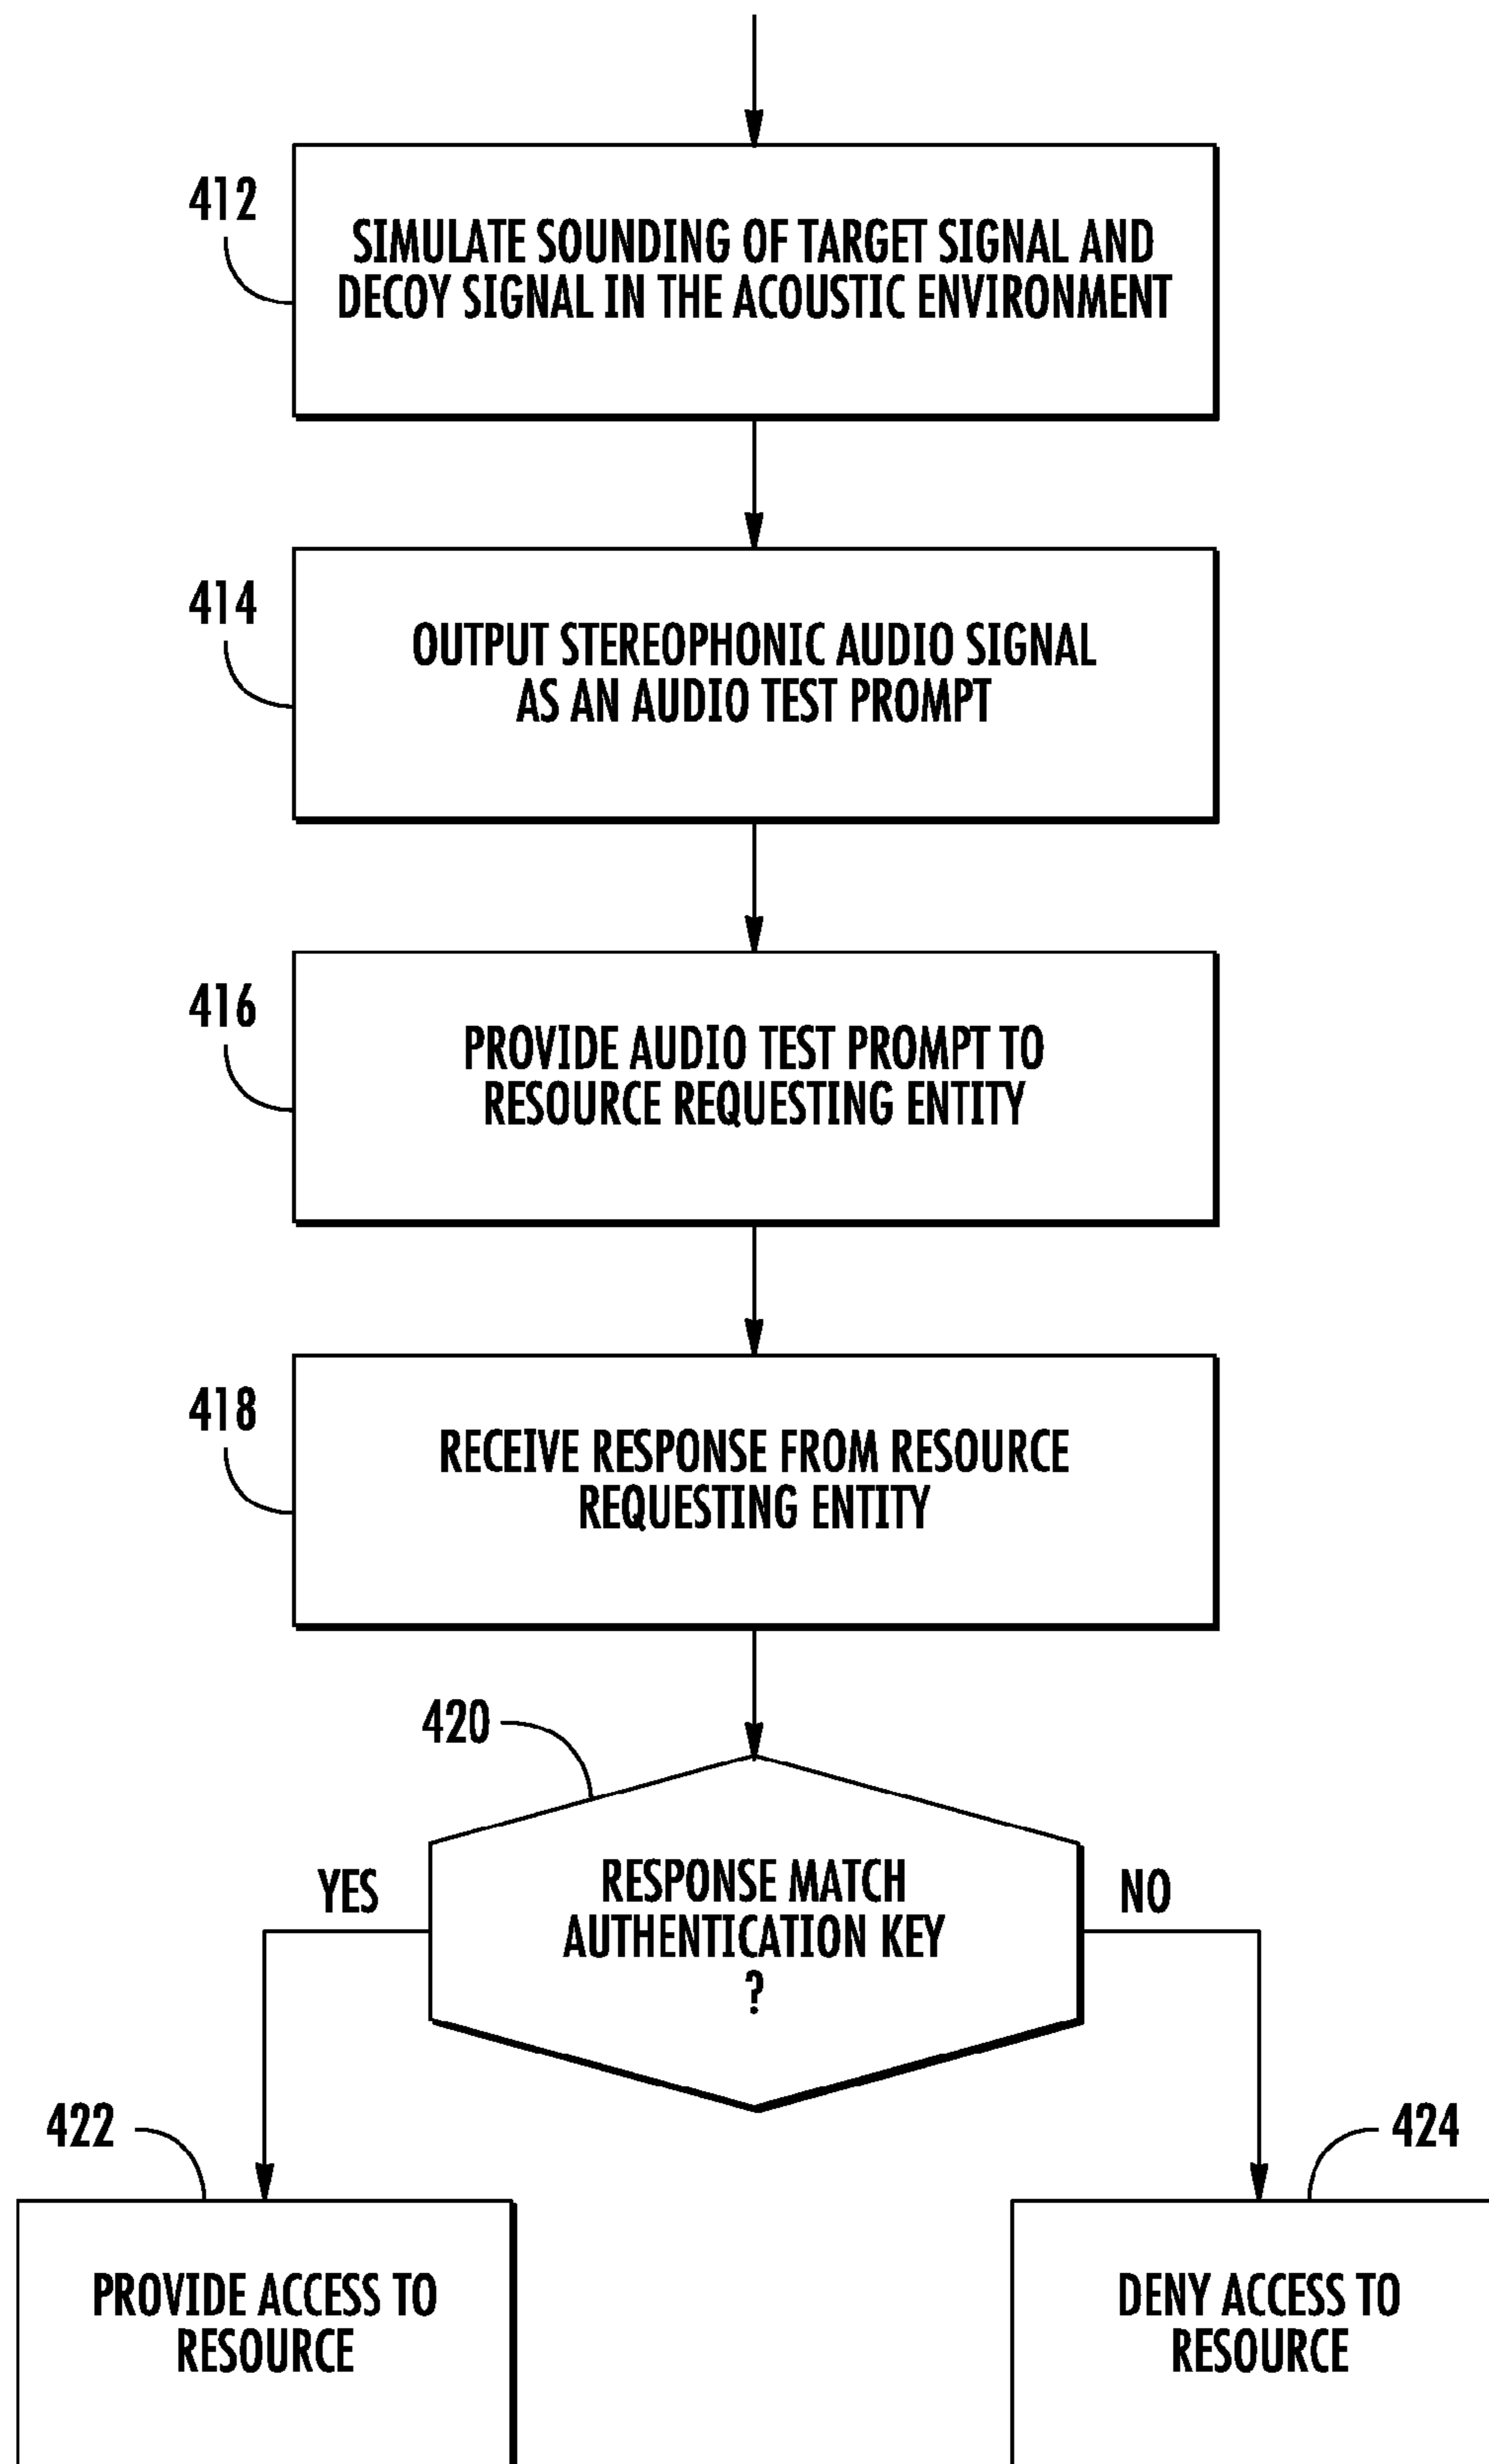 412
SIMULATE SOUNDING OF TARGET SIGNAL AND
DECOY SIGNAL IN THE ACOUSTIC ENVIRONMENT
414
OUTPUT STEREOPHONIC AUDIO SIGNAL
AS AN AUDIO TEST PROMPT
416
PROVIDE AUDIO TEST PROMPT TO
RESOURCE REQUESTING ENTITY
418
RECEIVE RESPONSE FROM RESOURCE
REQUESTING ENTITY
420
RESPONSE MATCH
AUTHENTICATION KEY
?
YES
NO
422
PROVIDE ACCESS TO
RESOURCE
424
DENY ACCESS TO
RESOURCE